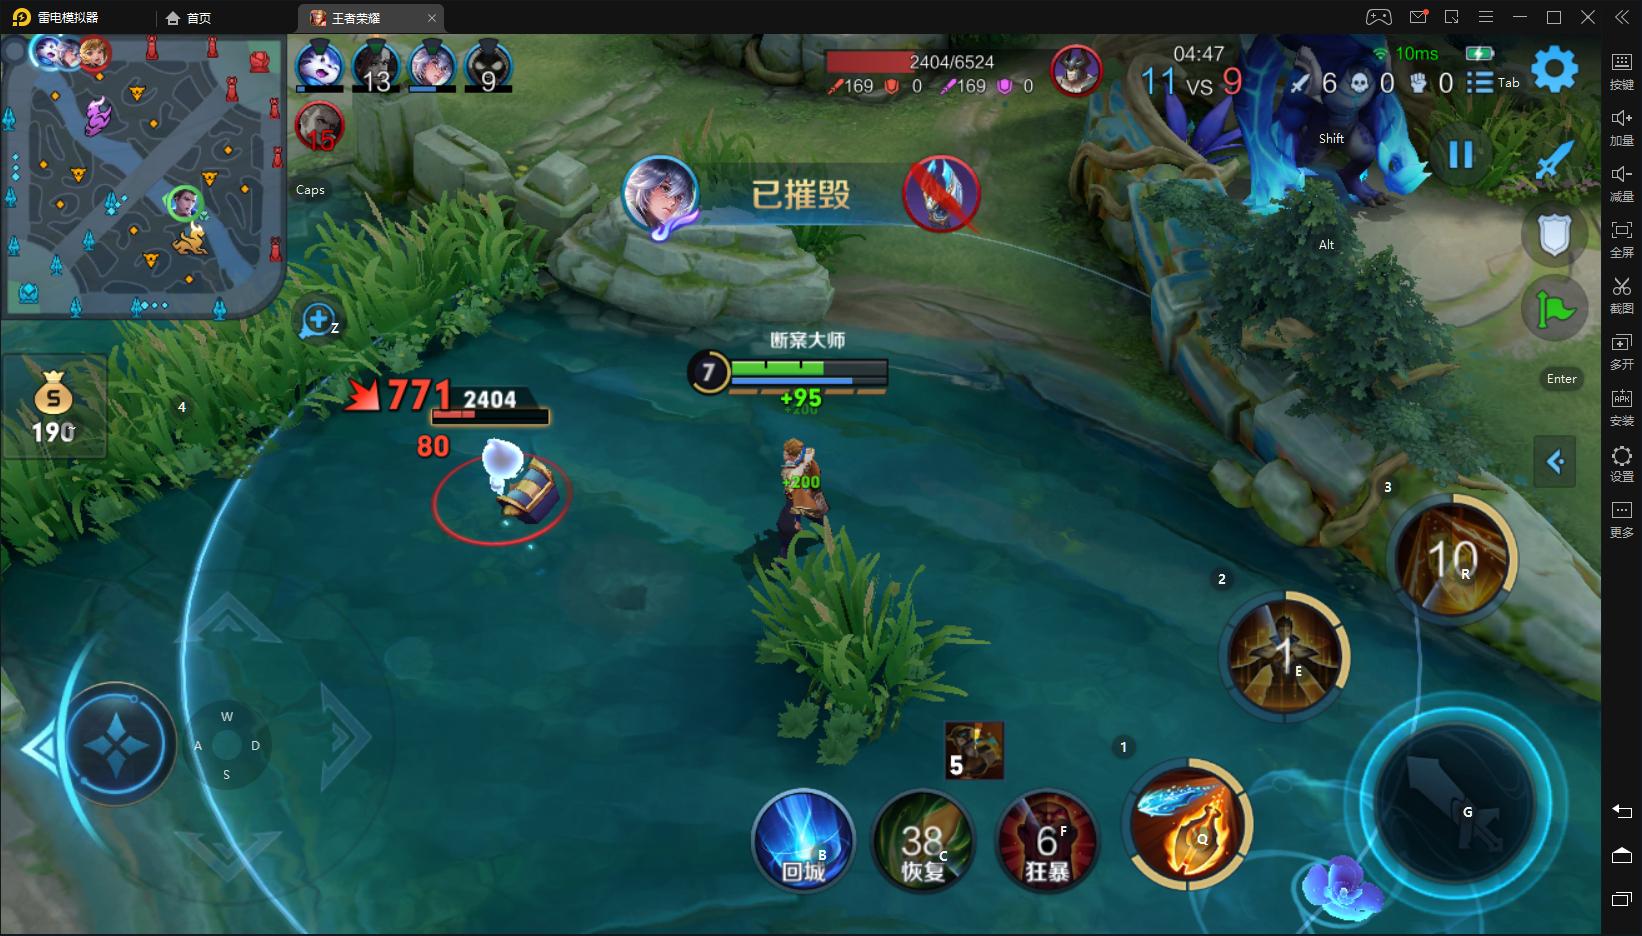 雷电模拟器
首页
王者荣耀
13
9
15
Caps
2404/6524
169 0 169 0
04:47
11 VS 9
10ms
6 0 0 Tab
Shift
已摧毁
Alt
Z
190
4
771
2404
80
断案大师
7
+95
+200
+200
Enter
3
10
R
2
1
E
W
A D
S
5
1
B
回城
38
C
恢复
6
F
狂暴
Q
G
按键
加量
减量
全屏
截图
多开
APK
安装
设置
更多